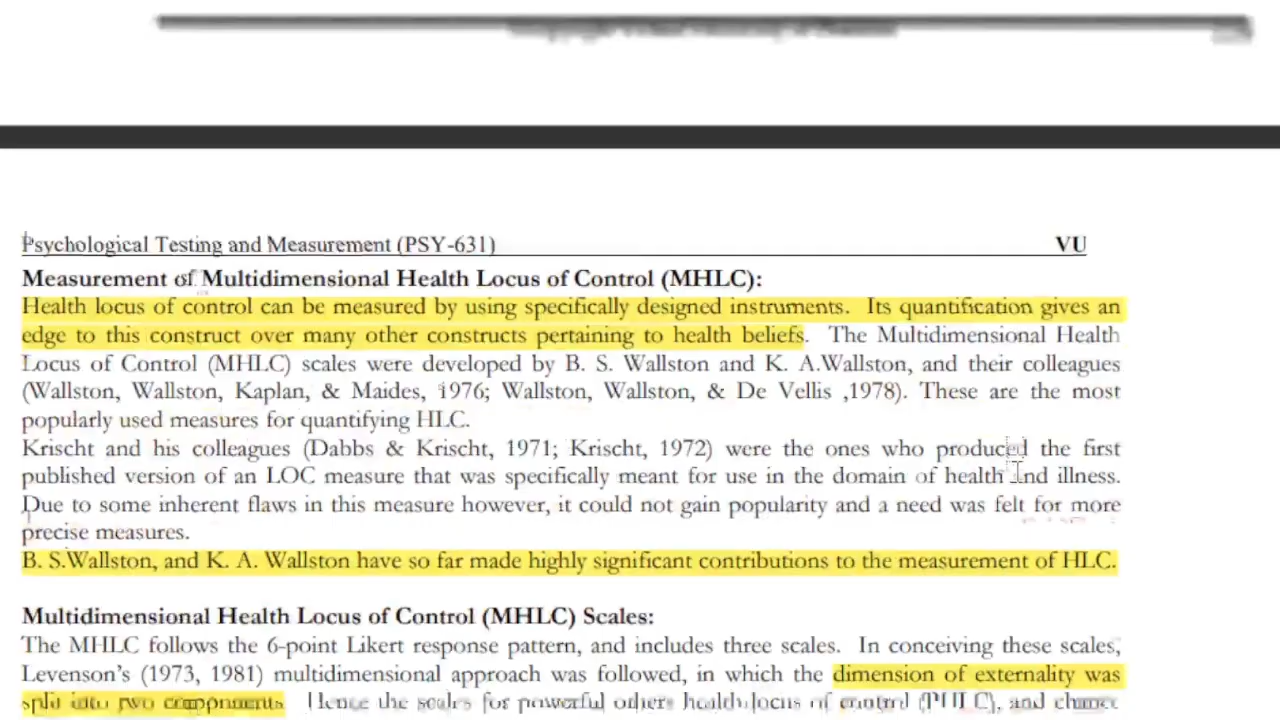 Psychological Testing and Measurement (PSY-631) VU
Measurement of Multidimensional Health Locus of Control (MHLC):
Health locus of control can be measured by using specifically designed instruments. Its quantification gives an
edge to this construct over many other constructs pertaining to health beliefs. The Multidimensional Health
Locus of Control (MHLC) scales were developed by B. S. Wallston and K. A.Wallston, and their colleagues
(Wallston, Wallston, Kaplan, & Maides, 1976; Wallston, Wallston, & De Vellis ,1978). These are the most
popularly used measures for quantifying HLC.
Krischt and his colleagues (Dabbs & Krischt, 1971; Krischt, 1972) were the ones who produced the first
published version of an LOC measure that was specifically meant for use in the domain of health and illness.
Due to some inherent flaws in this measure however, it could not gain popularity and a need was felt for more
precise measures.
B. S.Wallston, and K. A. Wallston have so far made highly significant contributions to the measurement of HLC.
Multidimensional Health Locus of Control (MHLC) Scales:
The MHLC follows the 6-point Likert response pattern, and includes three scales. In conceiving these scales,
Levenson's (1973, 1981) multidimensional approach was followed, in which the dimension of externality was
split into two components. Hence the scales for powerful others health locus of control (PHLC), and chance